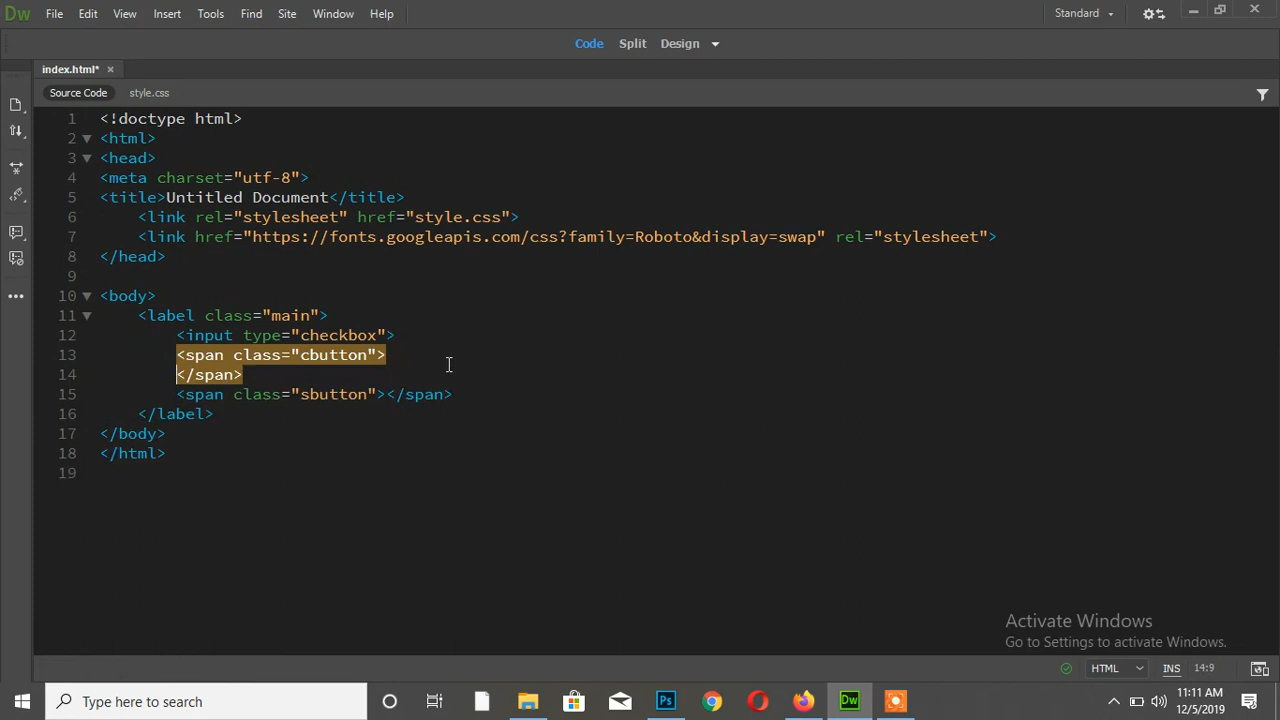 Dw File Edit View Insert Tools Find Site Window Help Standard
Code Split Design
index.html*
Source Code style.css
1 <!doctype html>
2 <html>
3 <head>
4 <meta charset="utf-8">
5 <title>Untitled Document</title>
6 <link rel="stylesheet" href="style.css">
7 <link href="https://fonts.googleapis.com/css?family=Roboto&display=swap" rel="stylesheet">
8 </head>
9
10 <body>
11 <label class="main">
12 <input type="checkbox">
13 <span class="cbutton">
14 </span>
15 <span class="sbutton"></span>
16 </label>
17 </body>
18 </html>
19
Activate Windows
Go to Settings to activate Windows.
HTML INS 14:9
Type here to search Ps Dw 11:11 AM
12/5/2019